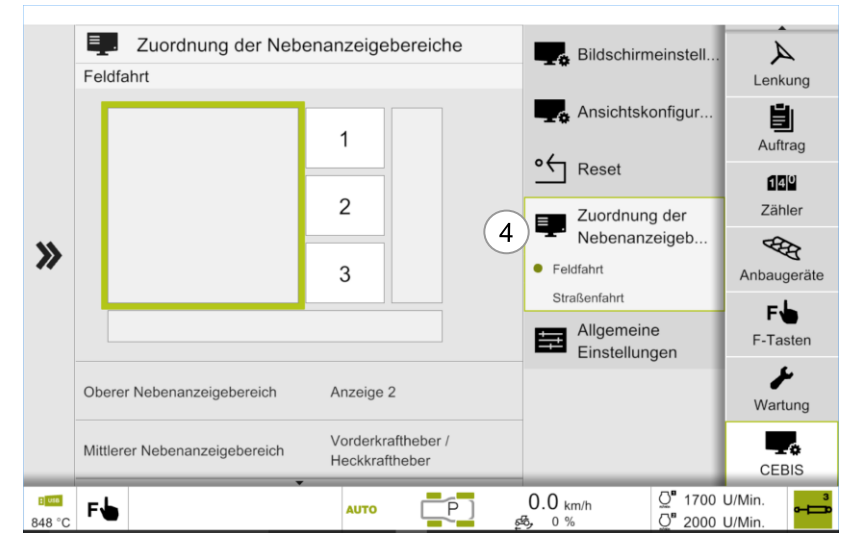 Zuordnung der Nebenanzeigebereiche
Feldfahrt
1
2
3
Oberer Nebenanzeigebereich Anzeige 2
Mittlerer Nebenanzeigebereich Vorderkraftheber /
Heckkraftheber
Bildschirmeinstell...
Ansichtskonfigur...
Reset
4
Zuordnung der
Nebenanzeigeb...
Feldfahrt
Straßenfahrt
Allgemeine
Einstellungen
Lenkung
Auftrag
140
Zähler
Anbaugeräte
F
F-Tasten
Wartung
CEBIS
USB
848 °C
F
AUTO
P
0.0 km/h
0 %
1700 U/Min.
2000 U/Min.
3